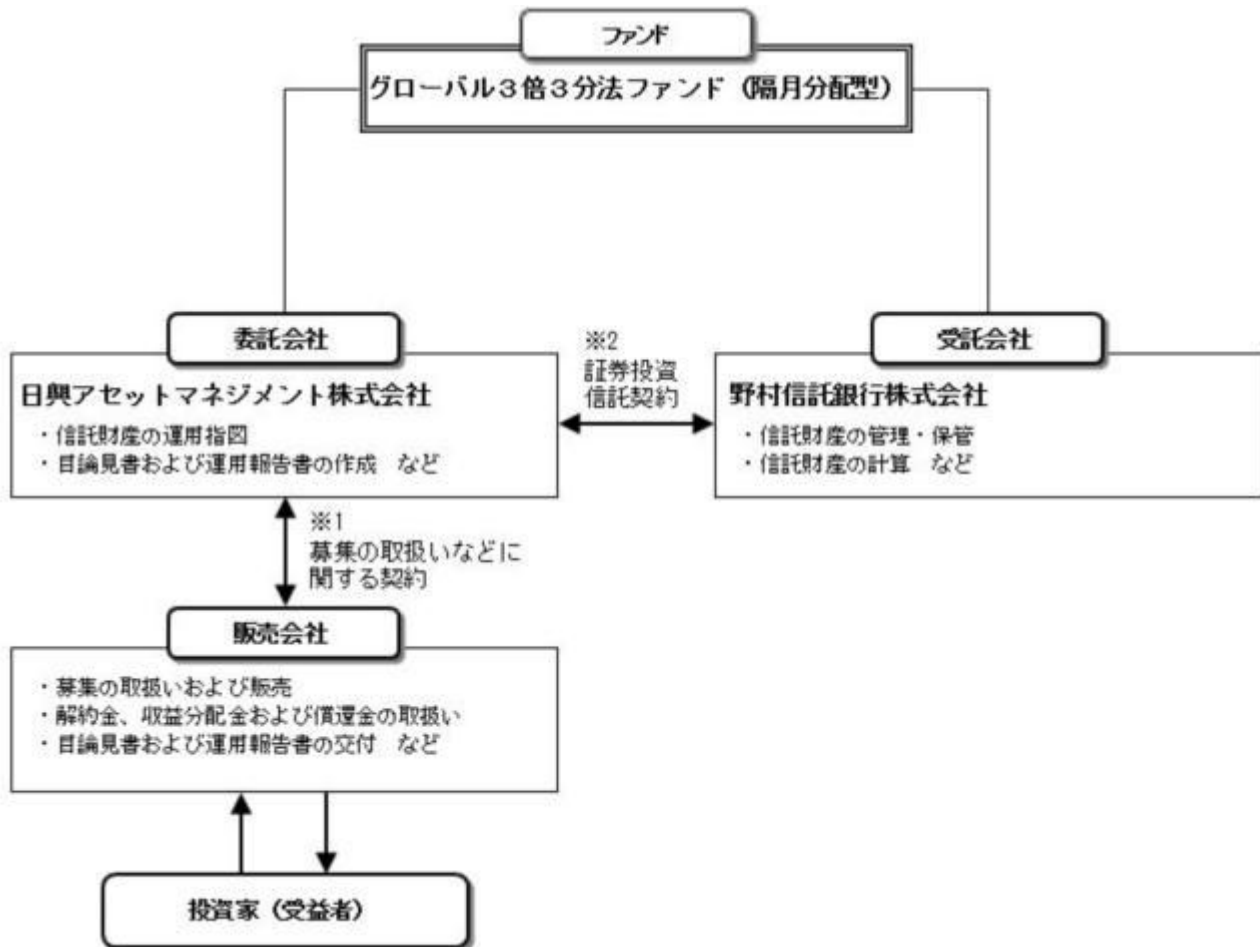 ファンド
グローバル3倍3分法ファンド（隔月分配型）
委託会社
日興アセットマネジメント株式会社
・信託財産の運用指図
・目論見書および運用報告書の作成　など
※2
証券投資
信託契約
受託会社
野村信託銀行株式会社
・信託財産の管理・保管
・信託財産の計算　など
※1
募集の取扱いなどに
関する契約
販売会社
・募集の取扱いおよび販売
・解約金、収益分配金および償還金の取扱い
・目論見書および運用報告書の交付　など
投資家（受益者）